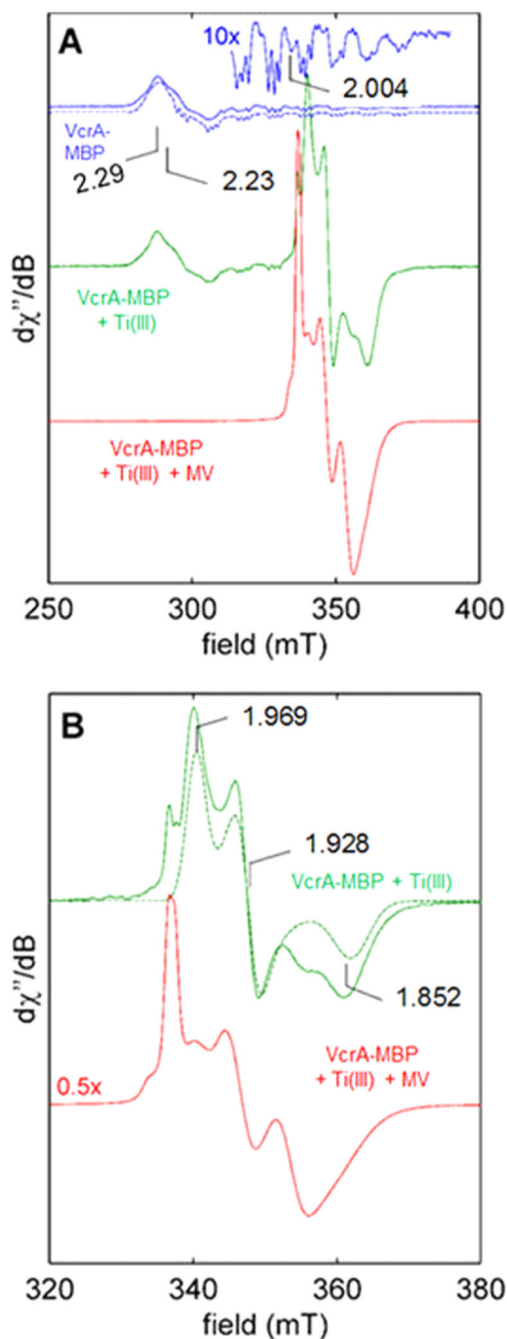 A
10x
2.004
VcrA-
MBP
2.29
2.23
VcrA-MBP
+ Ti(III)
VcrA-MBP
+ Ti(III) + MV
dχ''/dB
250 300 350 400
field (mT)
B
1.969
1.928
VcrA-MBP + Ti(III)
1.852
VcrA-MBP
+ Ti(III) + MV
0.5x
dχ''/dB
320 340 360 380
field (mT)